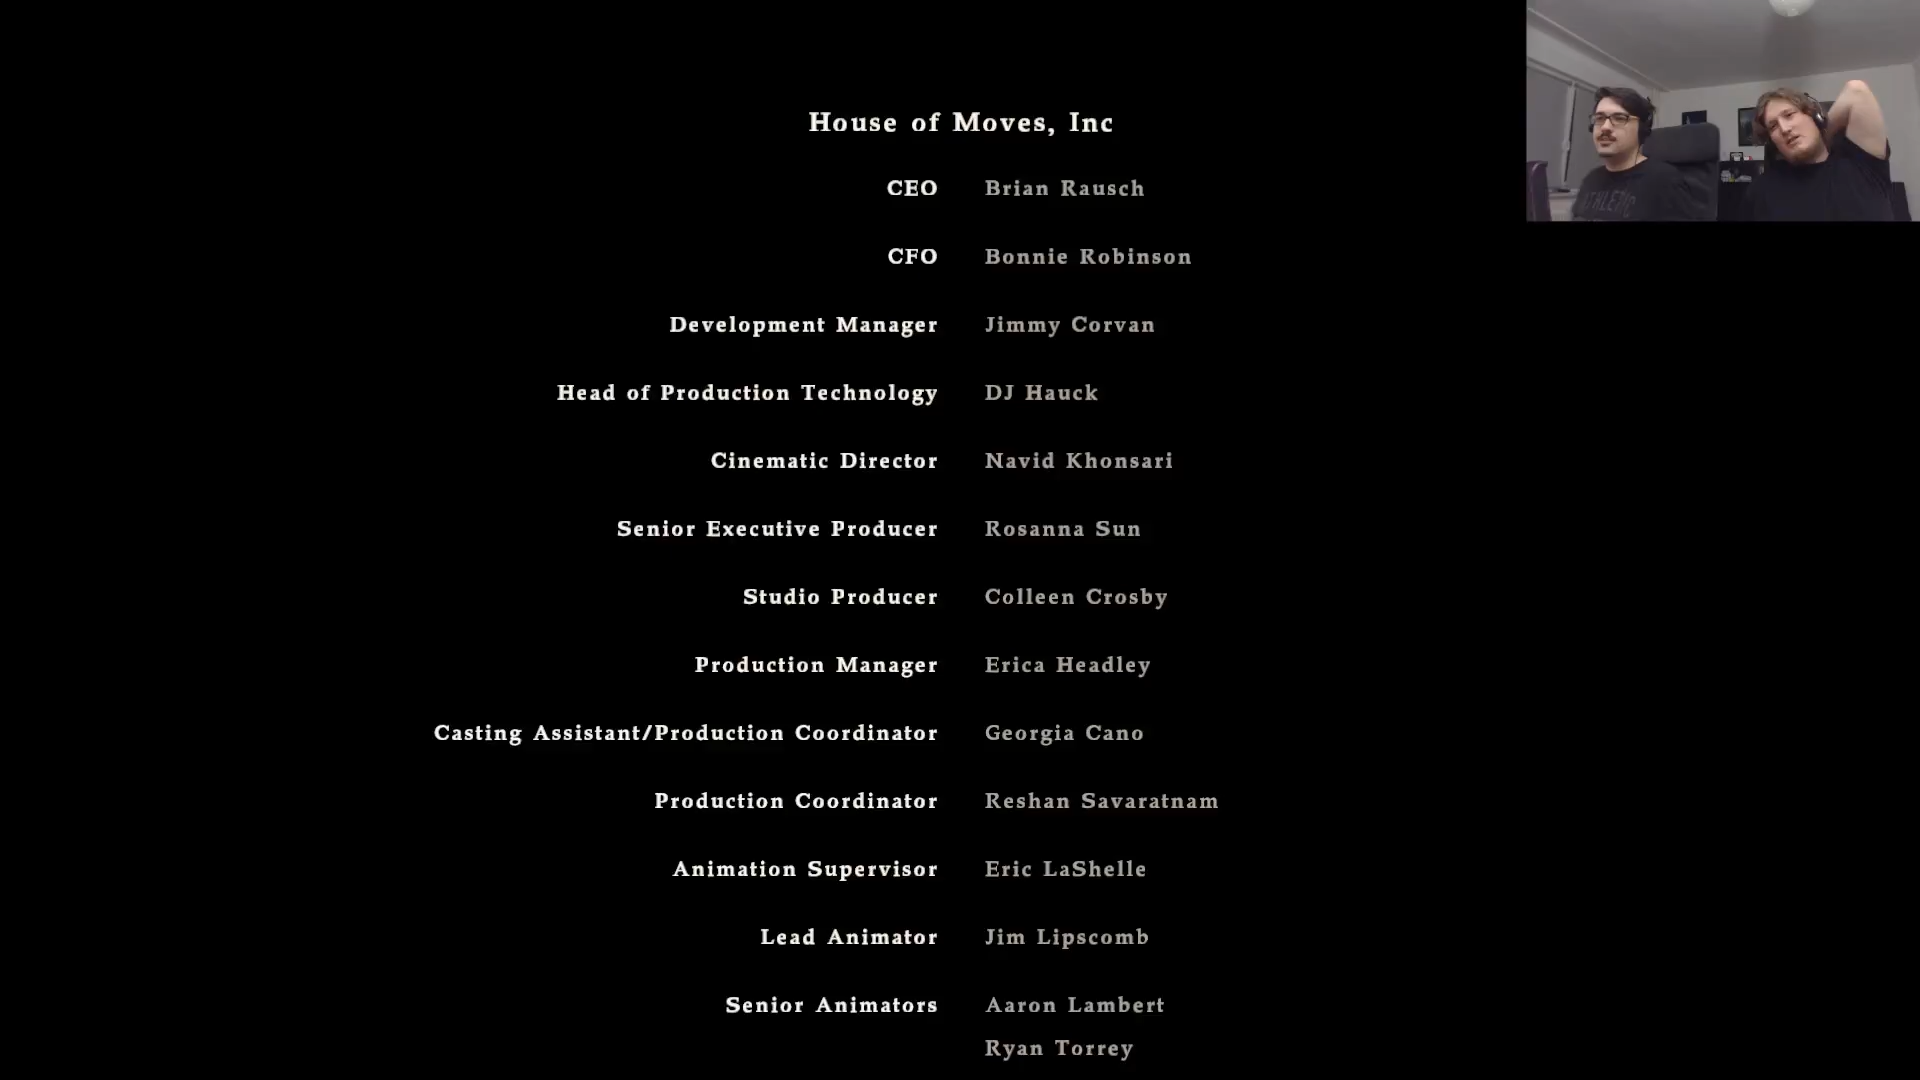 House of Moves, Inc
CEO Brian Rausch
CFO Bonnie Robinson
Development Manager Jimmy Corvan
Head of Production Technology DJ Hauck
Cinematic Director Navid Khonsari
Senior Executive Producer Rosanna Sun
Studio Producer Colleen Crosby
Production Manager Erica Headley
Casting Assistant/Production Coordinator Georgia Cano
Production Coordinator Reshan Savaratnam
Animation Supervisor Eric LaShelle
Lead Animator Jim Lipscomb
Senior Animators Aaron Lambert
Ryan Torrey
ATHLETIC